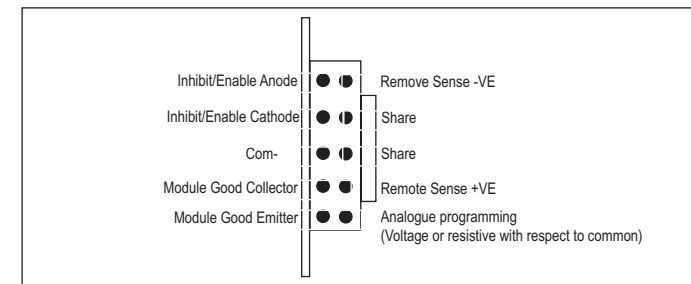 Inhibit/Enable Anode
Remove Sense -VE
Inhibit/Enable Cathode
Share
Com-
Share
Module Good Collector
Remote Sense +VE
Module Good Emitter
Analogue programming
(Voltage or resistive with respect to common)